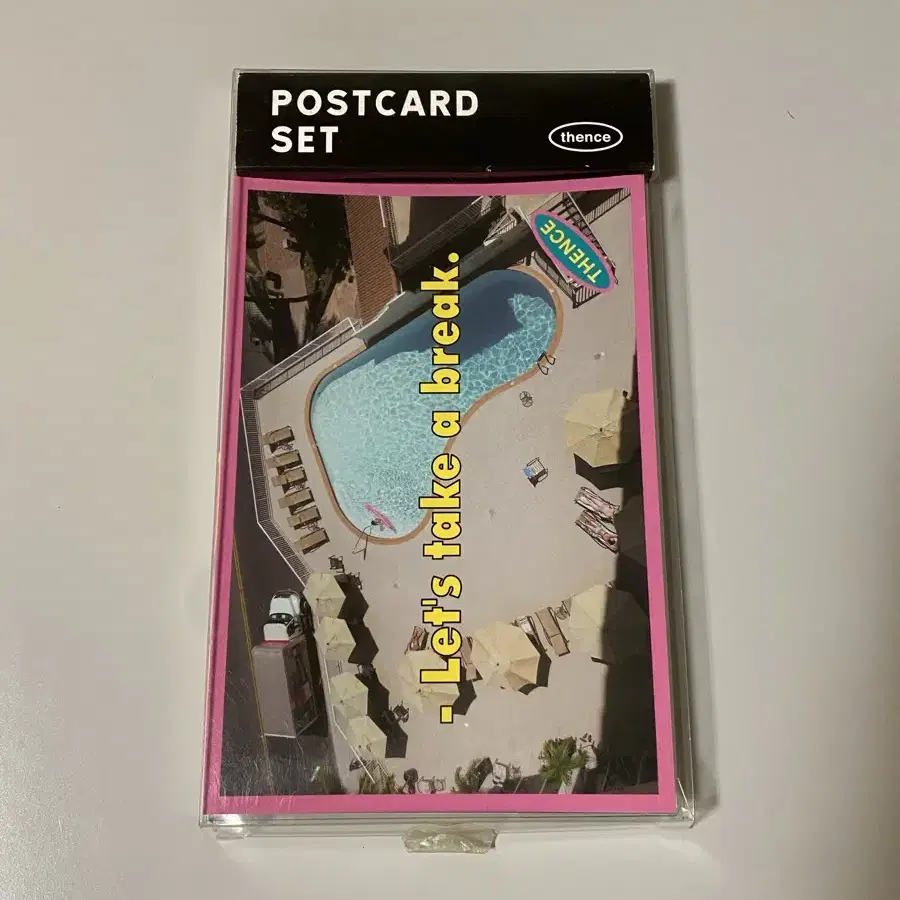 POSTCARD
SET
thence
THENCE
- Let's take a break.